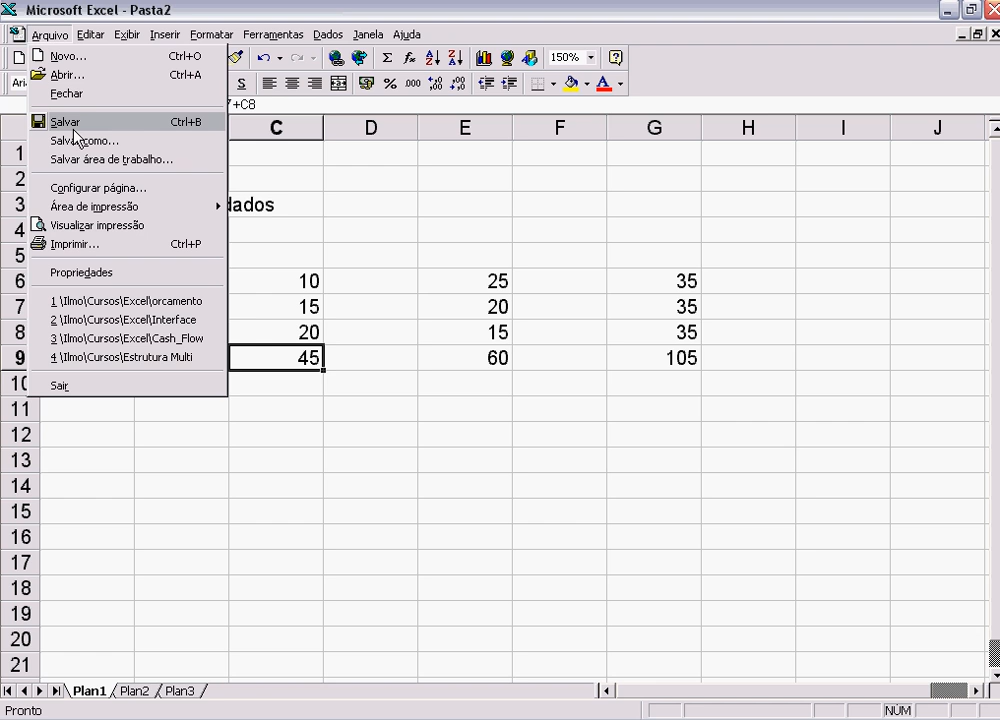 Microsoft Excel - Pasta2
Arquivo Editar Exibir Inserir Formatar Ferramentas Dados Janela Ajuda
Novo... Ctrl+O
150%
Abrir... Ctrl+A
Ari S % 000
Fechar
7+C8
Salvar Ctrl+B
Salvar como...
Salvar área de trabalho...
Configurar página...
Área de impressão
Visualizar impressão
Imprimir... Ctrl+P
Propriedades
1 \Ilmo\Cursos\Excel\orcamento
2 \Ilmo\Cursos\Excel\Interface
3 \Ilmo\Cursos\Excel\Cash_Flow
4 \Ilmo\Cursos\Estrutura Multi
Sair
C D E F G H I J
1
2
3 dados
4
5
6 10 25 35
7 15 20 35
8 20 15 35
9 45 60 105
10
11
12
13
14
15
16
17
18
19
20
21
Plan1 Plan2 Plan3
Pronto NÚM